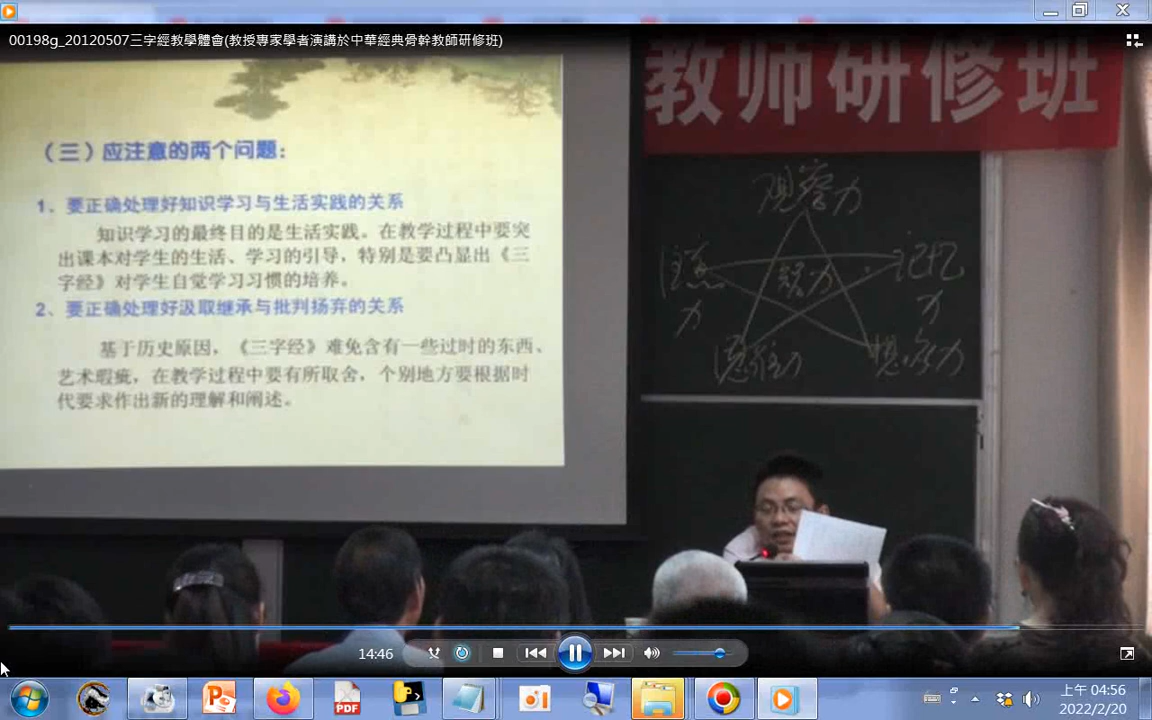 00198g_20120507三字經教學體會(教授專家學者演講於中華經典骨幹教師研修班)
教师研修班
（三）应注意的两个问题：
1、要正确处理好知识学习与生活实践的关系
知识学习的最终目的是生活实践。在教学过程中要突
出课本对学生的生活、学习的引导，特别是要凸显出《三
字经》对学生自觉学习习惯的培养。
2、要正确处理好汲取继承与批判扬弃的关系
基于历史原因，《三字经》难免含有一些过时的东西、
艺术瑕疵，在教学过程中要有所取舍，个别地方要根据时
代要求作出新的理解和阐述。
观察力
注意力
智力
记忆力
思维力
想象力
14:46
PDF
上午 04:56
2022/2/20